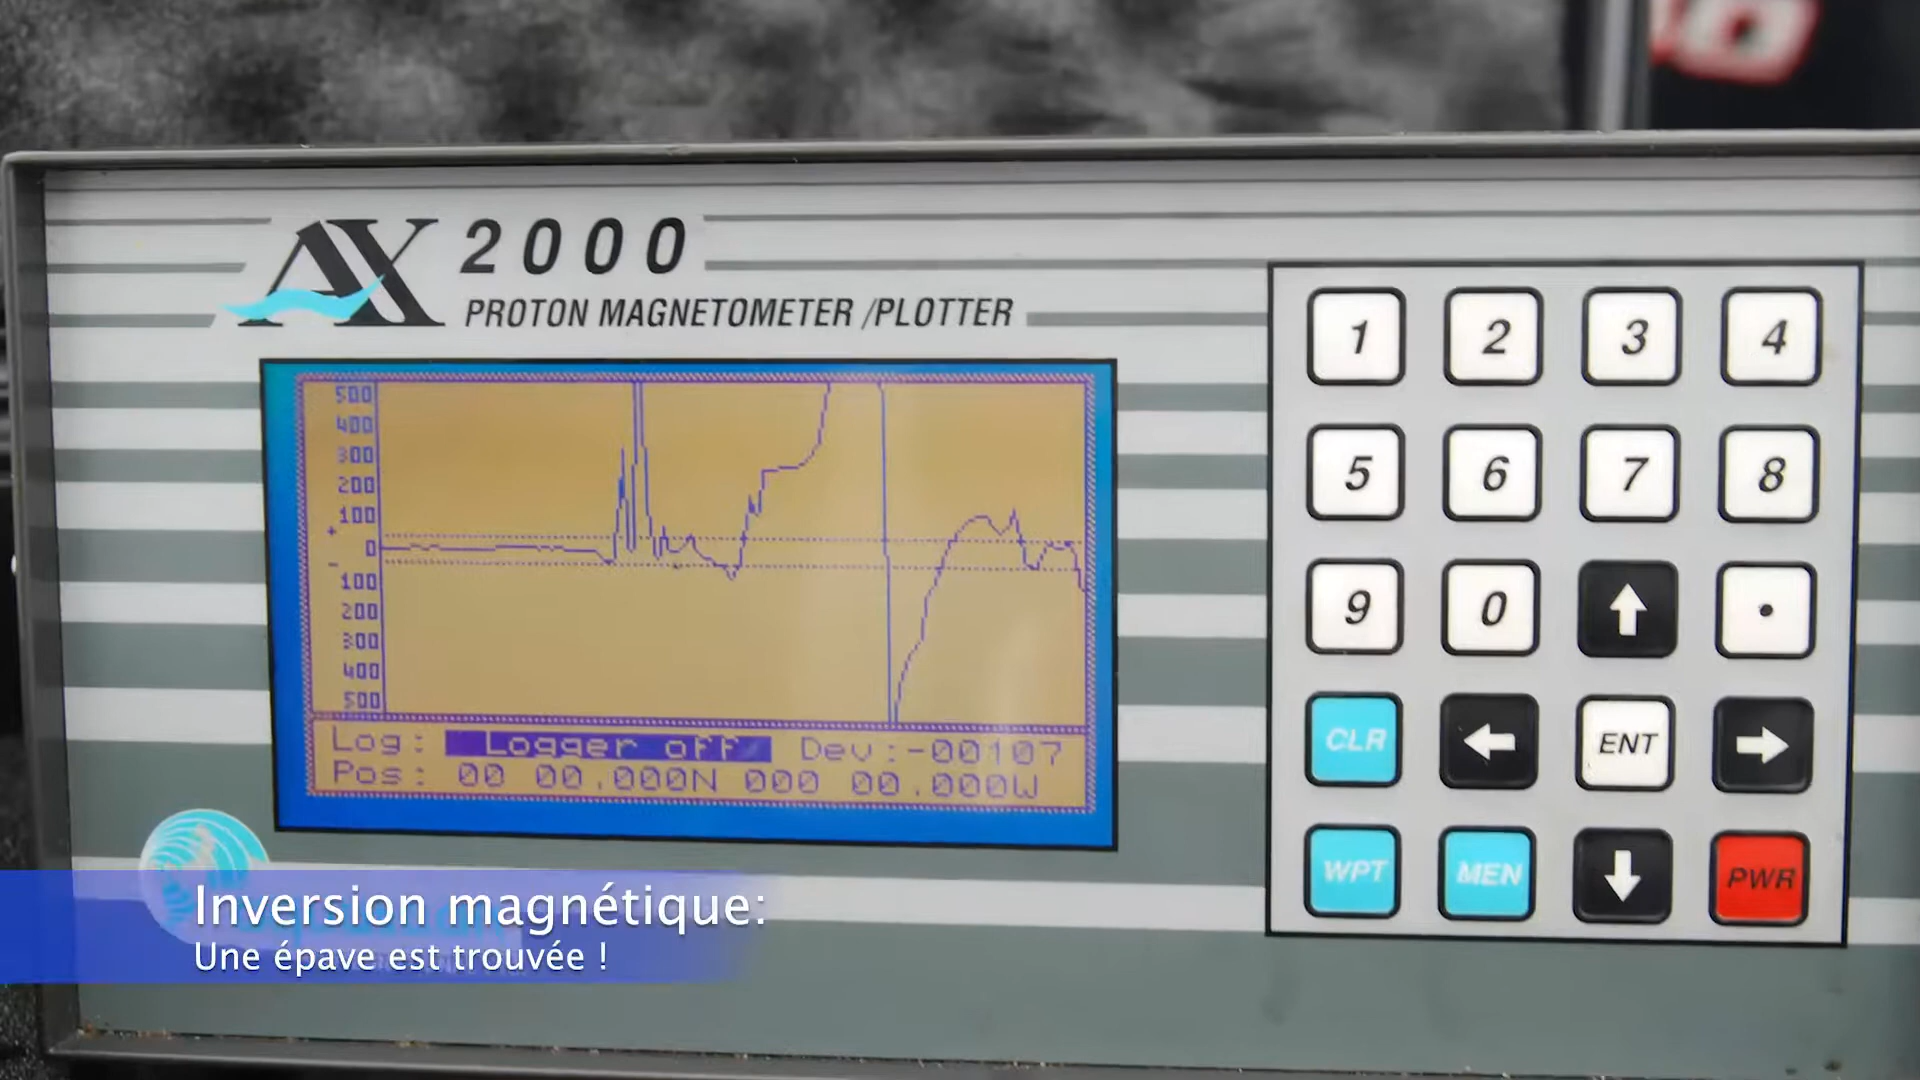 AX 2000
PROTON MAGNETOMETER /PLOTTER
500
400
300
200
100
+
0
-
100
200
300
400
500
Log: Logger off Dev:-00107
Pos: 00 00.000N 000 00.000W
1 2 3 4
5 6 7 8
9 0 .
CLR ENT
WPT MEN PWR
Inversion magnétique:
Une épave est trouvée !